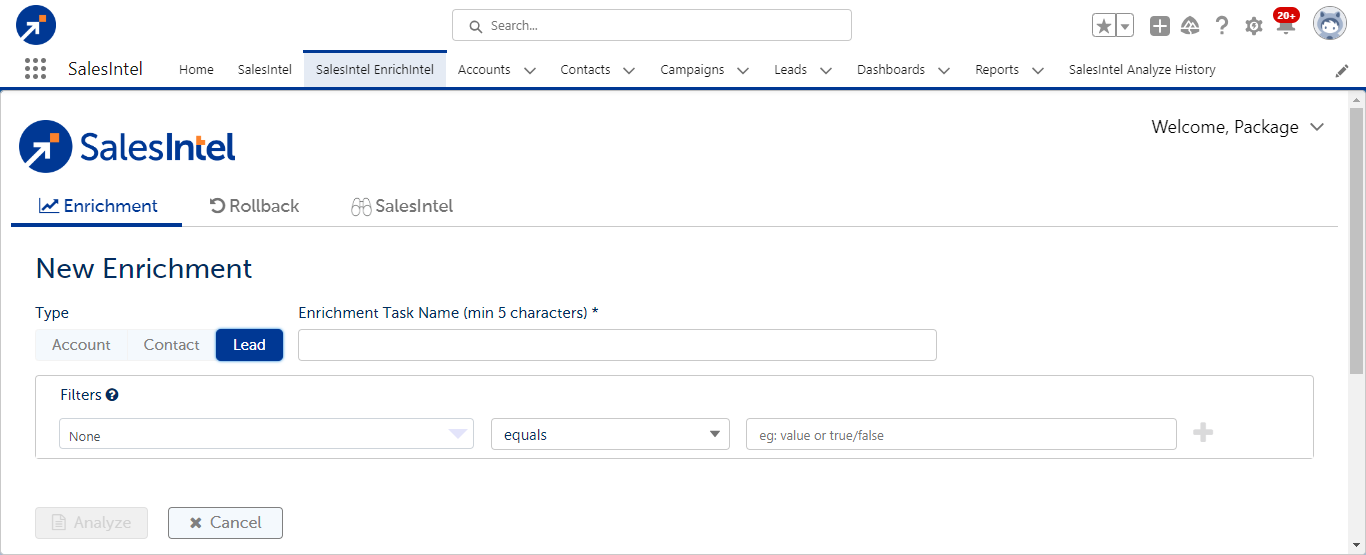 Search...
20+
SalesIntel Home SalesIntel SalesIntel EnrichIntel Accounts Contacts Campaigns Leads Dashboards Reports SalesIntel Analyze History
SalesIntel
Welcome, Package
Enrichment Rollback SalesIntel
New Enrichment
Type Enrichment Task Name (min 5 characters) *
Account Contact Lead
Filters ?
None equals eg: value or true/false
Analyze Cancel